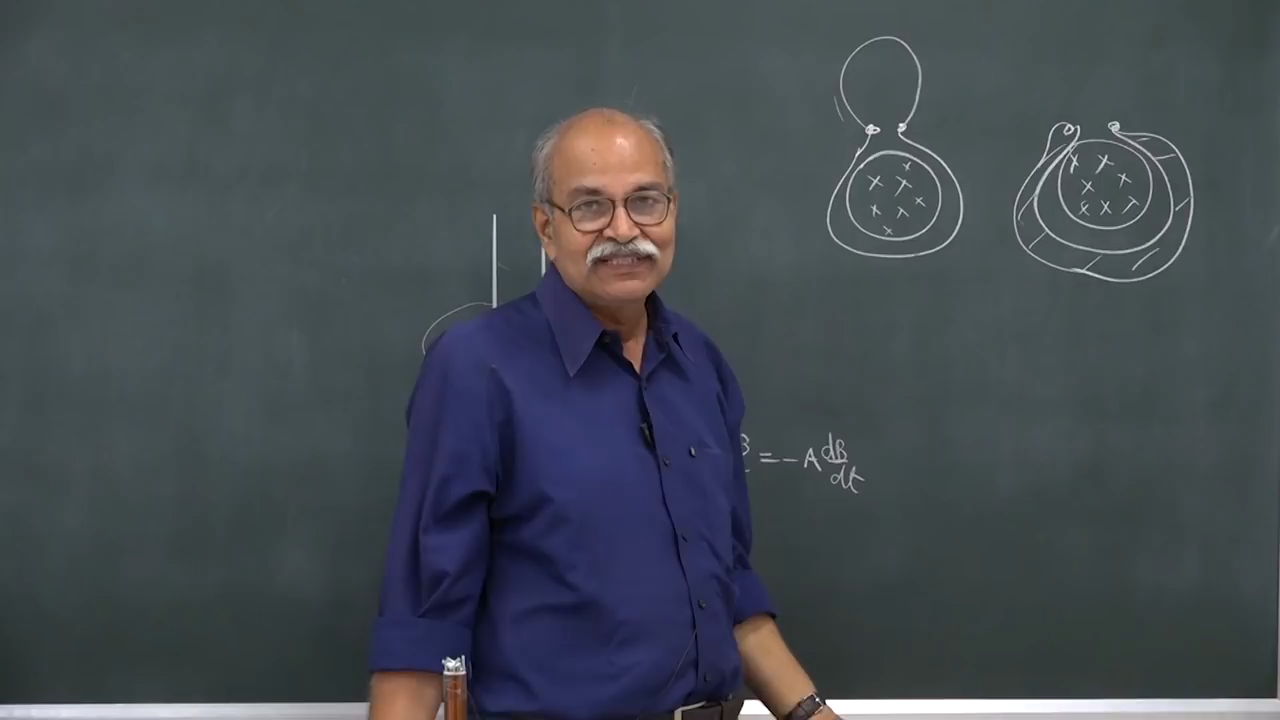 = - A dB/dt